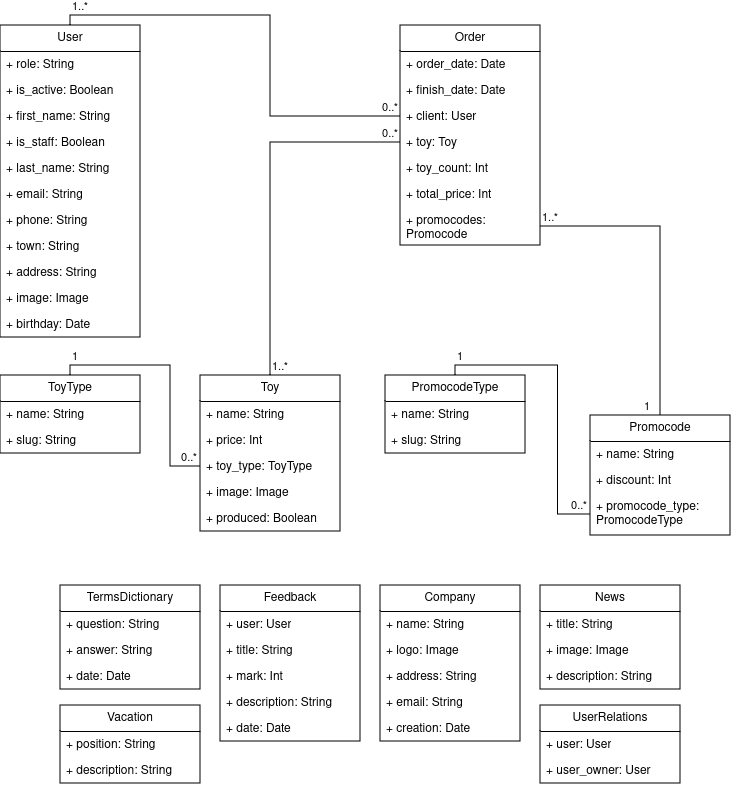 1..*
User
+ role: String
+ is_active: Boolean
+ first_name: String
+ is_staff: Boolean
+ last_name: String
+ email: String
+ phone: String
+ town: String
+ address: String
+ image: Image
+ birthday: Date
Order
+ order_date: Date
+ finish_date: Date
0..*
+ client: User
0..*
+ toy: Toy
+ toy_count: Int
+ total_price: Int
+ promocodes:
Promocode
1..*
1
ToyType
+ name: String
+ slug: String
0..*
1..*
Toy
+ name: String
+ price: Int
+ toy_type: ToyType
+ image: Image
+ produced: Boolean
1
PromocodeType
+ name: String
+ slug: String
0..*
1
Promocode
+ name: String
+ discount: Int
+ promocode_type:
PromocodeType
TermsDictionary
+ question: String
+ answer: String
+ date: Date
Feedback
+ user: User
+ title: String
+ mark: Int
+ description: String
+ date: Date
Company
+ name: String
+ logo: Image
+ address: String
+ email: String
+ creation: Date
News
+ title: String
+ image: Image
+ description: String
Vacation
+ position: String
+ description: String
UserRelations
+ user: User
+ user_owner: User